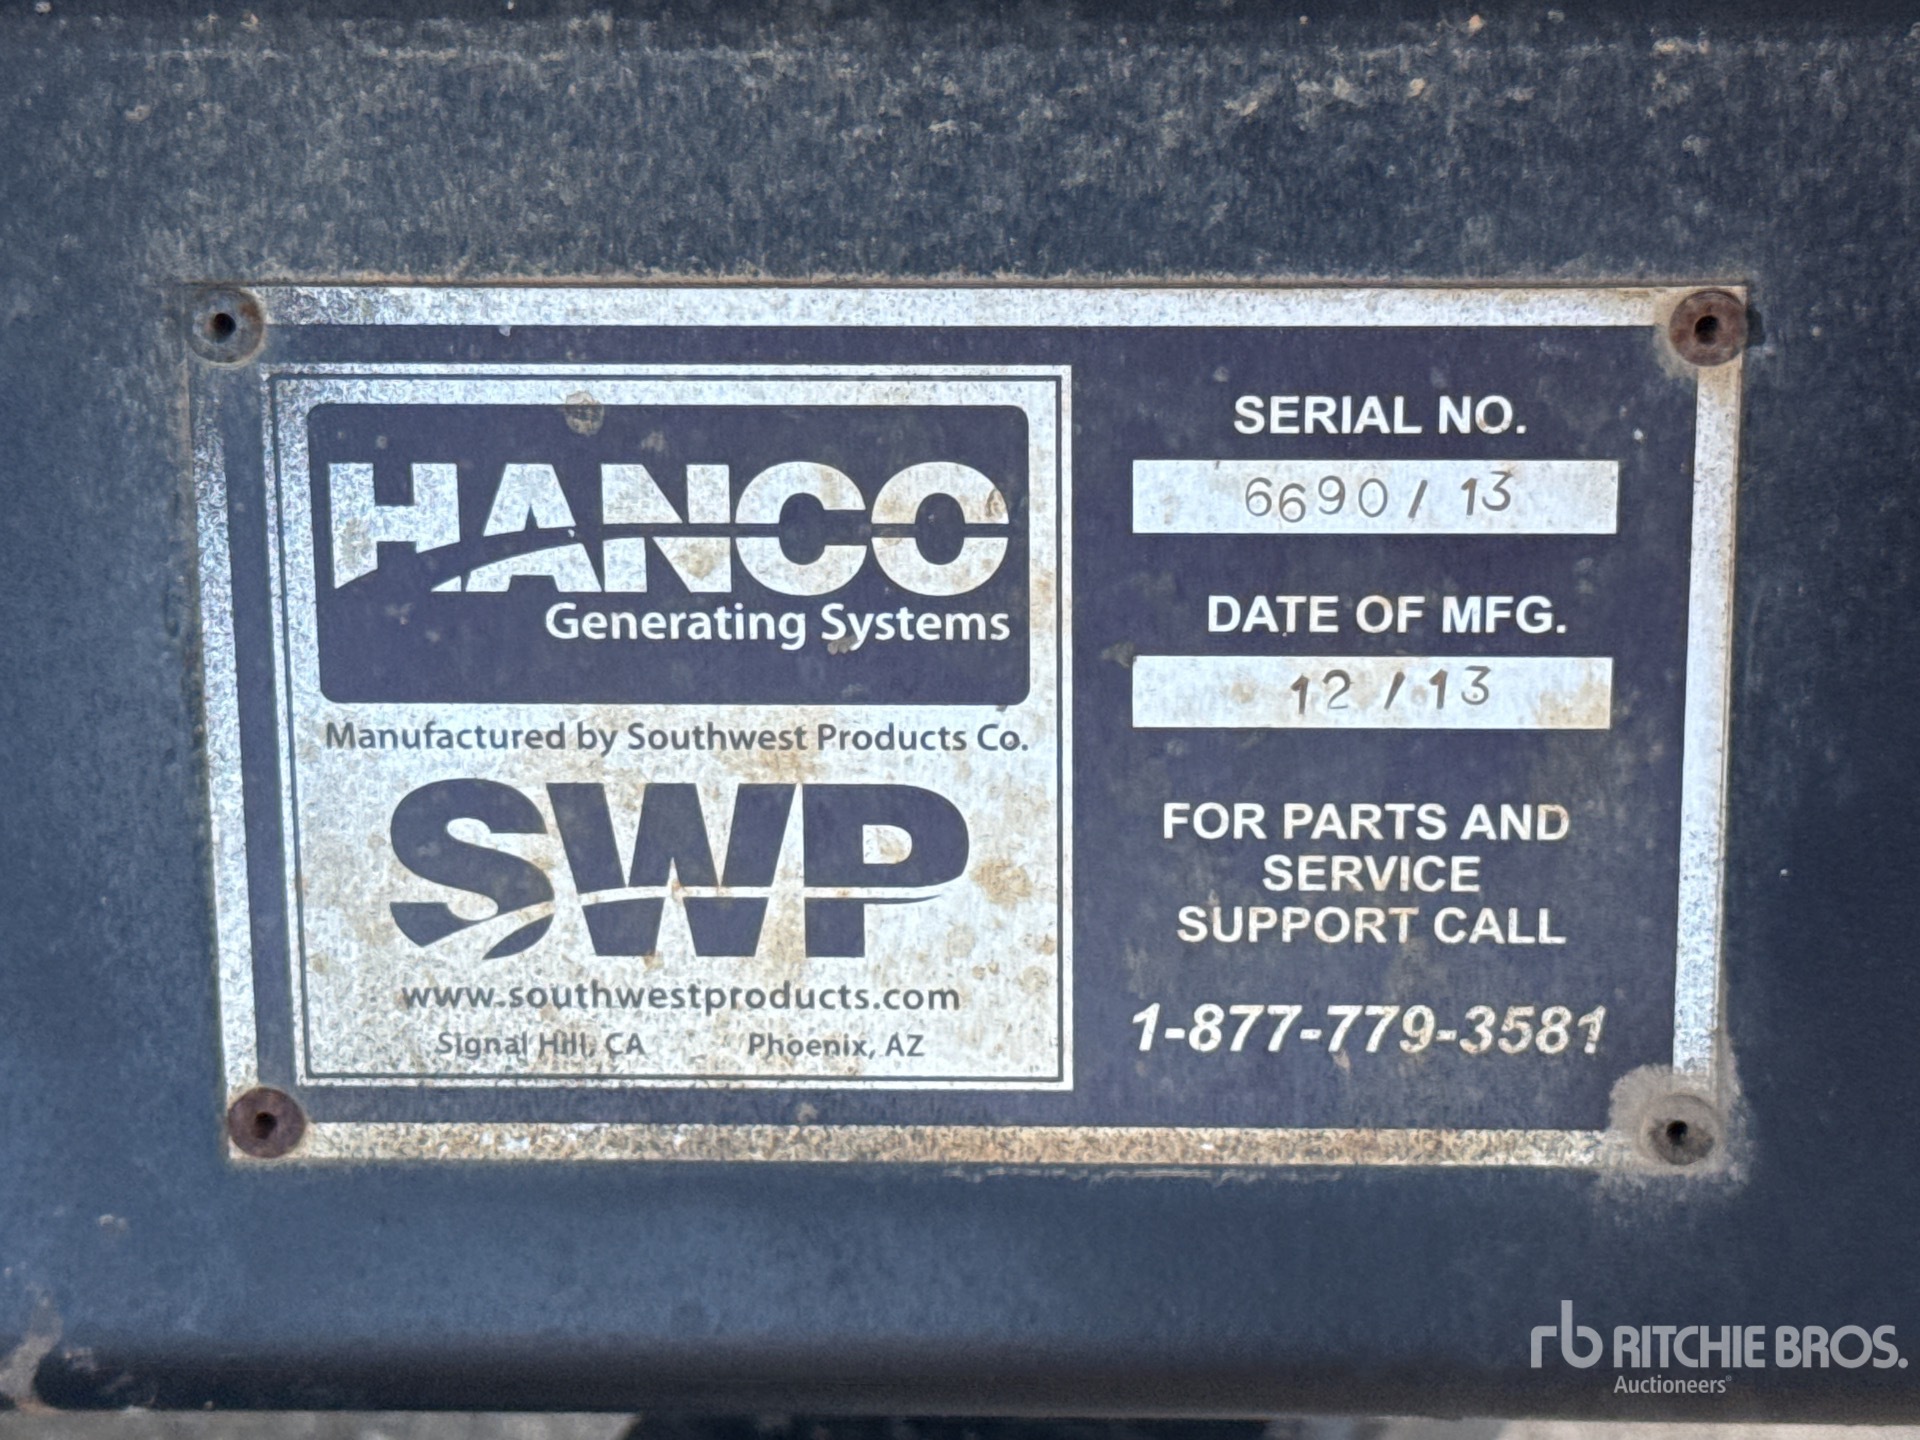 HANCO
Generating Systems
Manufactured by Southwest Products Co.
SWP
www.southwestproducts.com
Signal Hill, CA Phoenix, AZ
SERIAL NO.
6690 / 13
DATE OF MFG.
12 / 13
FOR PARTS AND
SERVICE
SUPPORT CALL
1-877-779-3581
rb RITCHIE BROS.
Auctioneers®